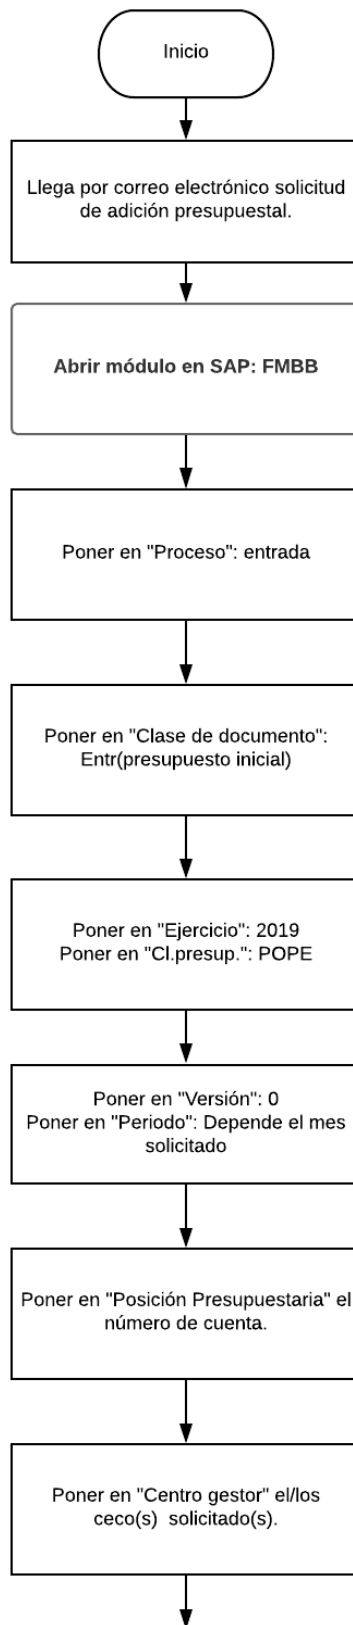 Inicio
Llega por correo electrónico solicitud
de adición presupuestal.
Abrir módulo en SAP: FMBB
Poner en "Proceso": entrada
Poner en "Clase de documento":
Entr(presupuesto inicial)
Poner en "Ejercicio": 2019
Poner en "Cl.presup.": POPE
Poner en "Versión": 0
Poner en "Periodo": Depende el mes
solicitado
Poner en "Posición Presupuestaria" el
número de cuenta.
Poner en "Centro gestor" el/los
ceco(s) solicitado(s).